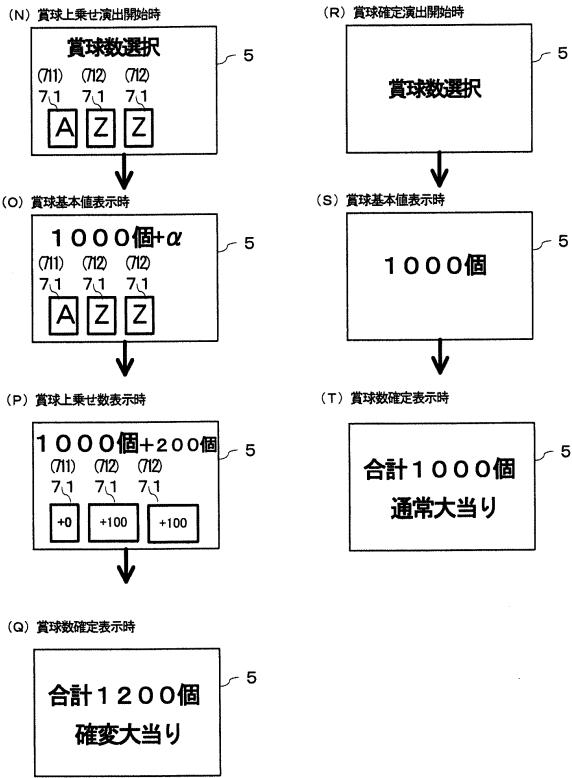 (N) 賞球上乗せ演出開始時
賞球数選択
(711) (712) (712)
71 71 71
A Z Z
5
(O) 賞球基本値表示時
1000個+α
(711) (712) (712)
71 71 71
A Z Z
5
(P) 賞球上乗せ数表示時
1000個+200個
(711) (712) (712)
71 71 71
+0 +100 +100
5
(Q) 賞球数確定表示時
合計1200個
確変大当り
5
(R) 賞球確定演出開始時
賞球数選択
5
(S) 賞球基本値表示時
1000個
5
(T) 賞球数確定表示時
合計1000個
通常大当り
5